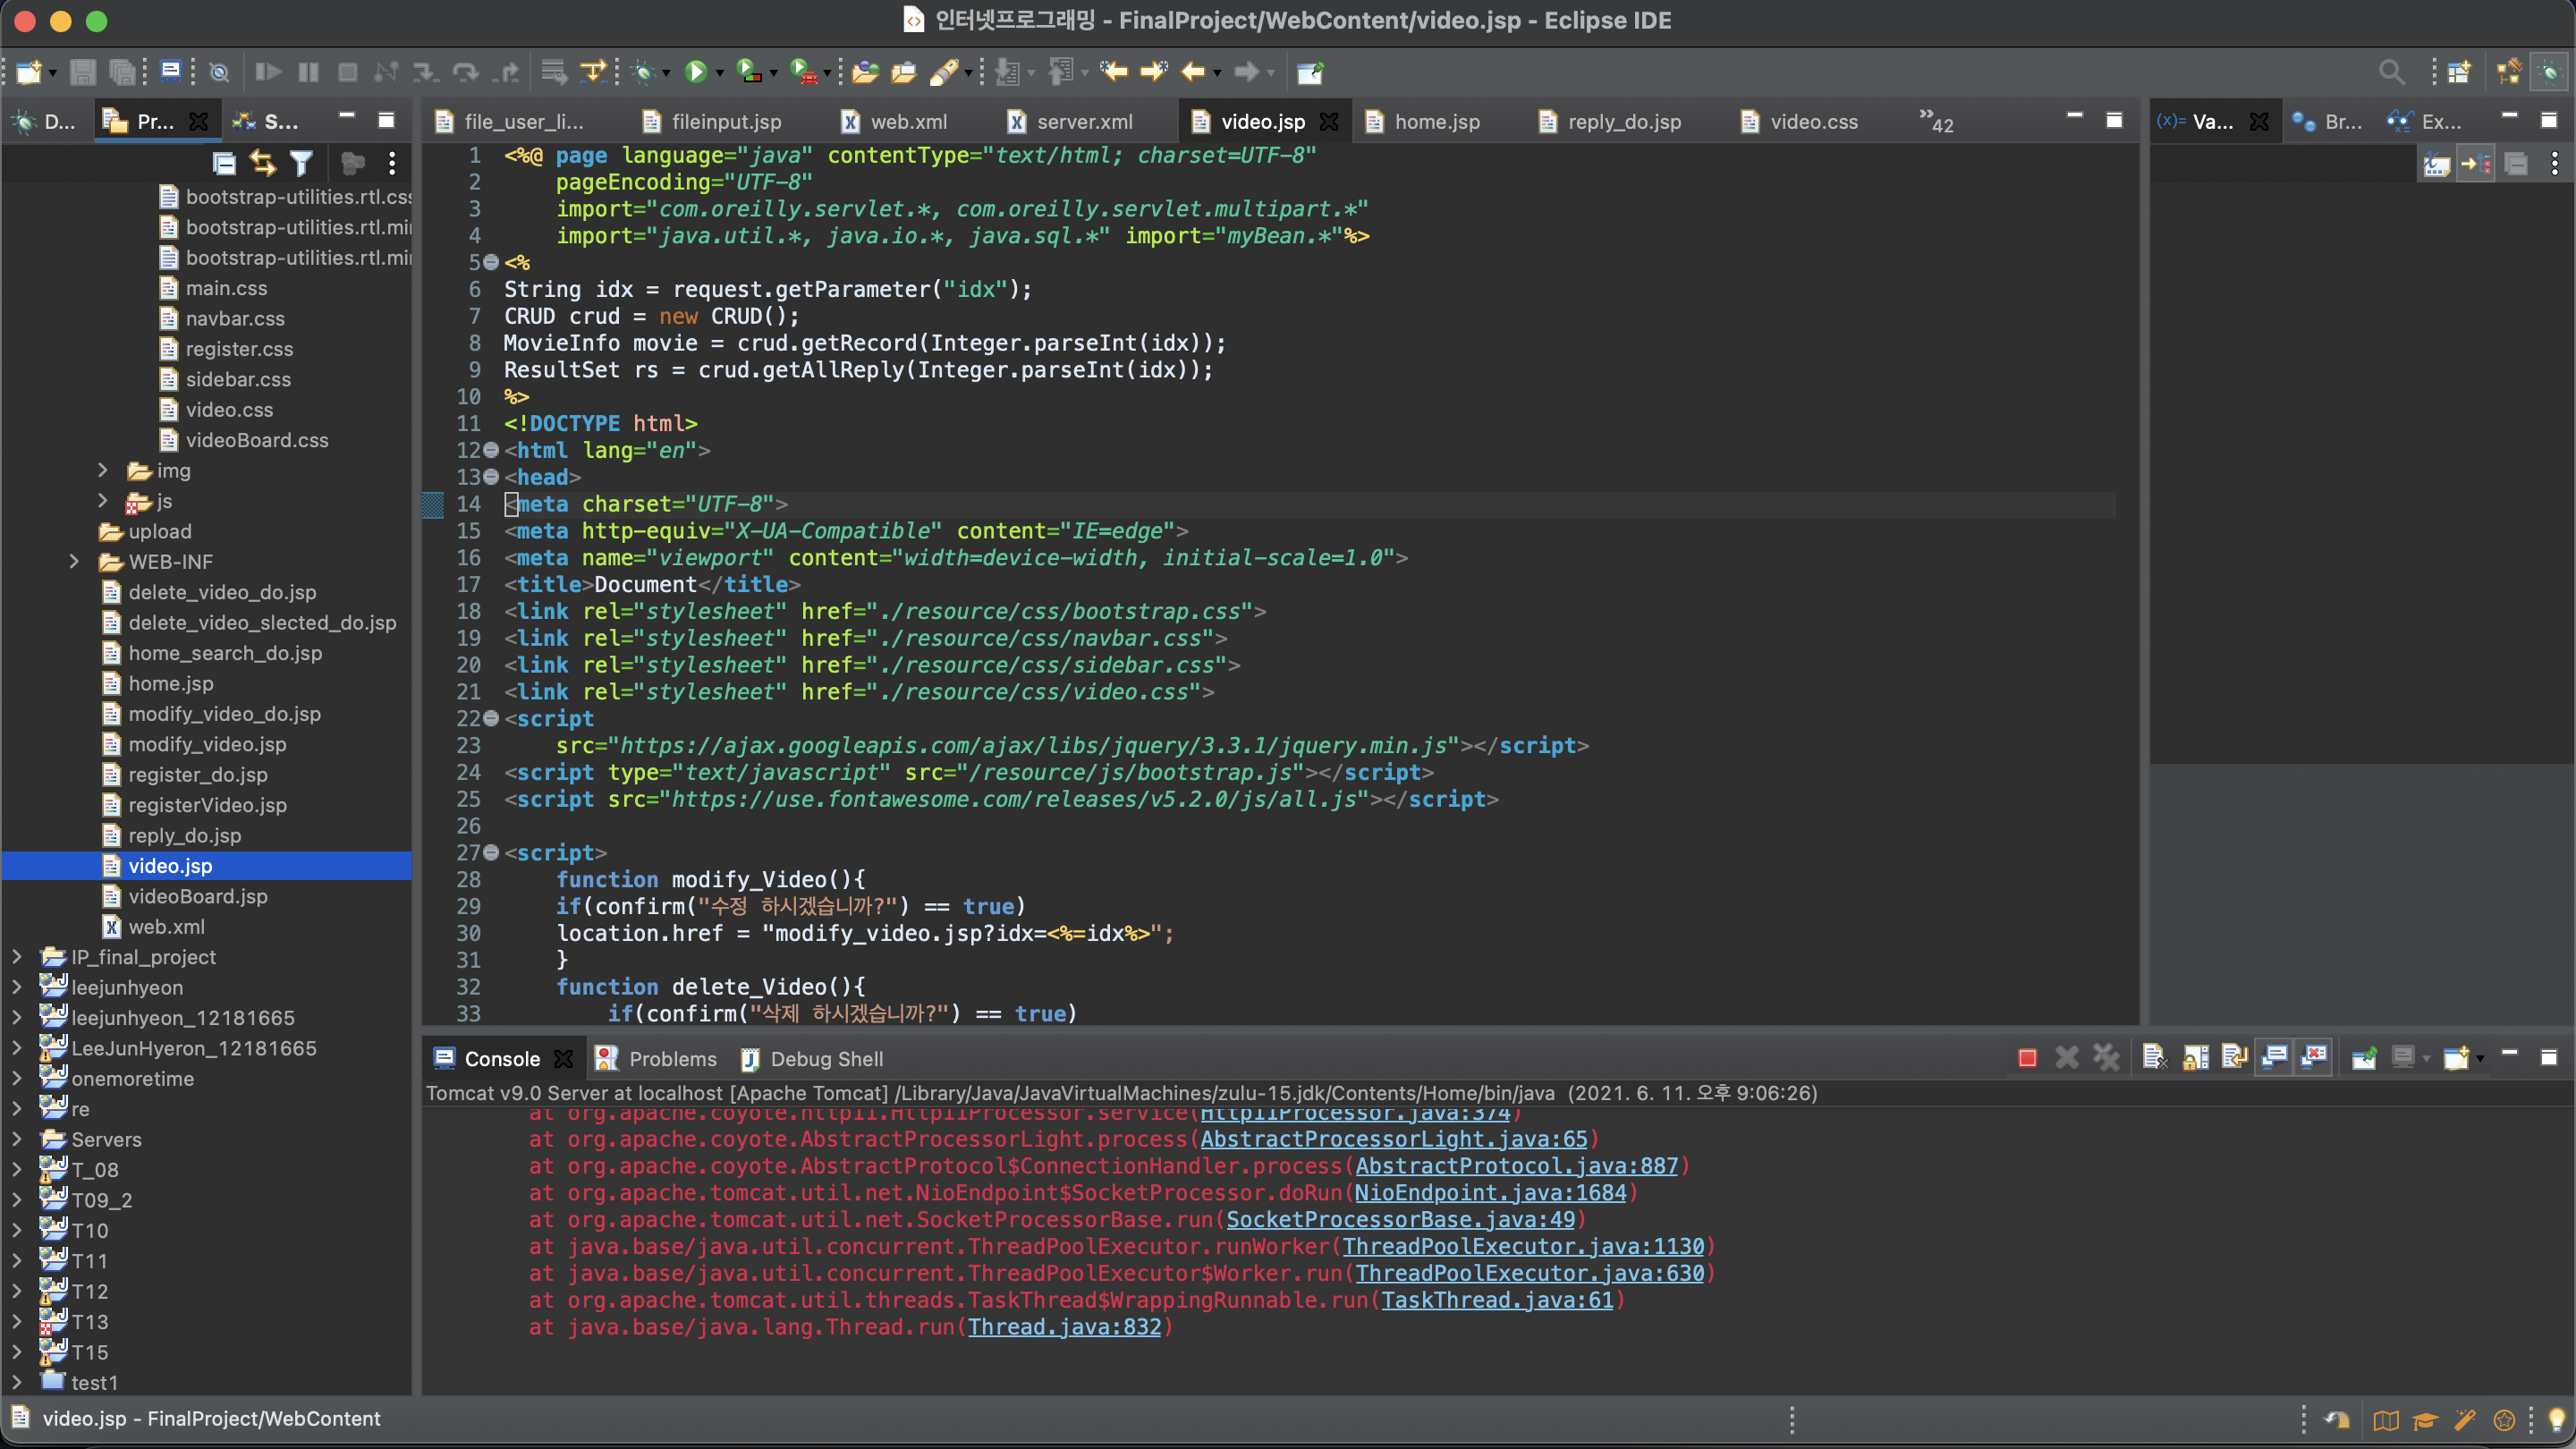 인터넷프로그래밍 - FinalProject/WebContent/video.jsp - Eclipse IDE
D...
Pr...
S...
file_user_li...
fileinput.jsp
web.xml
server.xml
video.jsp
home.jsp
reply_do.jsp
video.css
»42
(x)= Va...
Br...
Ex...
bootstrap-utilities.rtl.css
bootstrap-utilities.rtl.min
bootstrap-utilities.rtl.min
main.css
navbar.css
register.css
sidebar.css
video.css
videoBoard.css
img
js
upload
WEB-INF
delete_video_do.jsp
delete_video_slected_do.jsp
home_search_do.jsp
home.jsp
modify_video_do.jsp
modify_video.jsp
register_do.jsp
registerVideo.jsp
reply_do.jsp
video.jsp
videoBoard.jsp
web.xml
IP_final_project
leejunhyeon
leejunhyeon_12181665
LeeJunHyeron_12181665
onemoretime
re
Servers
T_08
T09_2
T10
T11
T12
T13
T15
test1
1 <%@ page language="java" contentType="text/html; charset=UTF-8"
2     pageEncoding="UTF-8"
3     import="com.oreilly.servlet.*, com.oreilly.servlet.multipart.*"
4     import="java.util.*, java.io.*, java.sql.*" import="myBean.*"%>
5 <%
6 String idx = request.getParameter("idx");
7 CRUD crud = new CRUD();
8 MovieInfo movie = crud.getRecord(Integer.parseInt(idx));
9 ResultSet rs = crud.getAllReply(Integer.parseInt(idx));
10 %>
11 <!DOCTYPE html>
12 <html lang="en">
13 <head>
14 <meta charset="UTF-8">
15 <meta http-equiv="X-UA-Compatible" content="IE=edge">
16 <meta name="viewport" content="width=device-width, initial-scale=1.0">
17 <title>Document</title>
18 <link rel="stylesheet" href="./resource/css/bootstrap.css">
19 <link rel="stylesheet" href="./resource/css/navbar.css">
20 <link rel="stylesheet" href="./resource/css/sidebar.css">
21 <link rel="stylesheet" href="./resource/css/video.css">
22 <script
23     src="https://ajax.googleapis.com/ajax/libs/jquery/3.3.1/jquery.min.js"></script>
24 <script type="text/javascript" src="/resource/js/bootstrap.js"></script>
25 <script src="https://use.fontawesome.com/releases/v5.2.0/js/all.js"></script>
26
27 <script>
28     function modify_Video(){
29     if(confirm("수정 하시겠습니까?") == true)
30     location.href = "modify_video.jsp?idx=<%=idx%>";
31     }
32     function delete_Video(){
33         if(confirm("삭제 하시겠습니까?") == true)
Console
Problems
Debug Shell
Tomcat v9.0 Server at localhost [Apache Tomcat] /Library/Java/JavaVirtualMachines/zulu-15.jdk/Contents/Home/bin/java (2021. 6. 11. 오후 9:06:26)
at org.apache.coyote.http11.Http11Processor.service(Http11Processor.java:374)
at org.apache.coyote.AbstractProcessorLight.process(AbstractProcessorLight.java:65)
at org.apache.coyote.AbstractProtocol$ConnectionHandler.process(AbstractProtocol.java:887)
at org.apache.tomcat.util.net.NioEndpoint$SocketProcessor.doRun(NioEndpoint.java:1684)
at org.apache.tomcat.util.net.SocketProcessorBase.run(SocketProcessorBase.java:49)
at java.base/java.util.concurrent.ThreadPoolExecutor.runWorker(ThreadPoolExecutor.java:1130)
at java.base/java.util.concurrent.ThreadPoolExecutor$Worker.run(ThreadPoolExecutor.java:630)
at org.apache.tomcat.util.threads.TaskThread$WrappingRunnable.run(TaskThread.java:61)
at java.base/java.lang.Thread.run(Thread.java:832)
video.jsp - FinalProject/WebContent